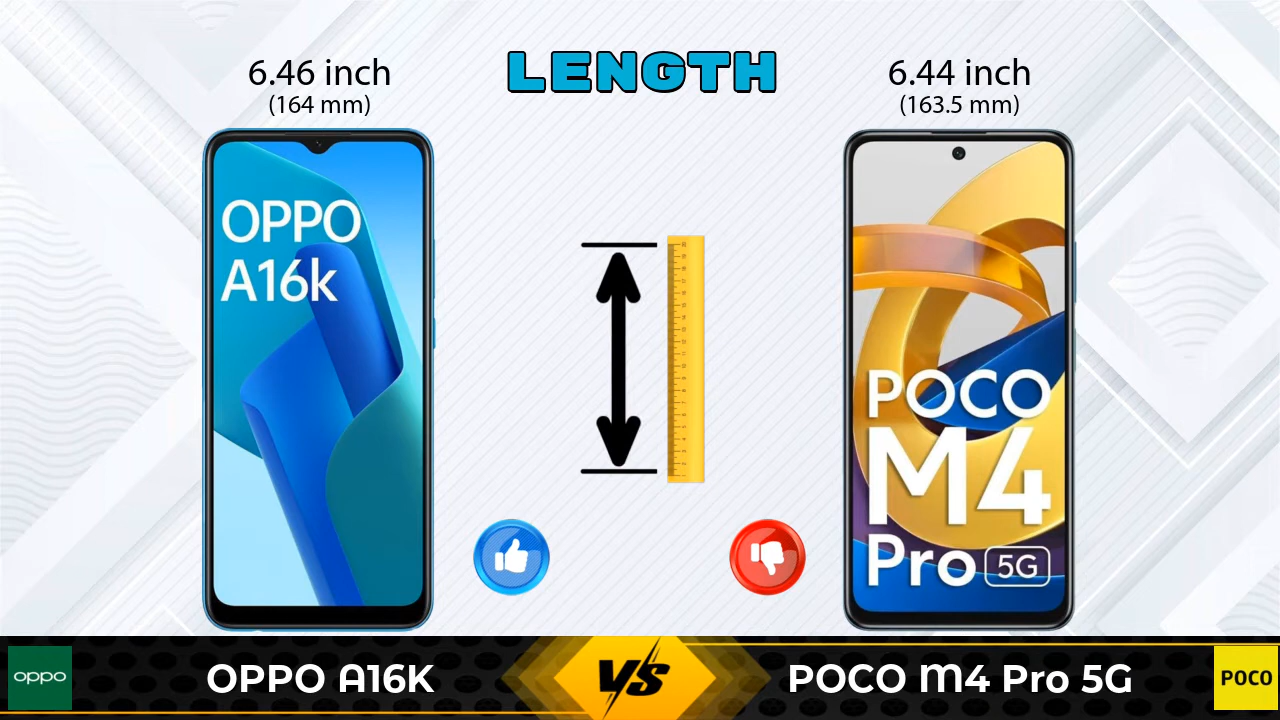 LENGTH
6.46 inch
(164 mm)
6.44 inch
(163.5 mm)
OPPO
A16k
POCO
M4
Pro 5G
oppo
OPPO A16K
VS
POCO M4 Pro 5G
POCO